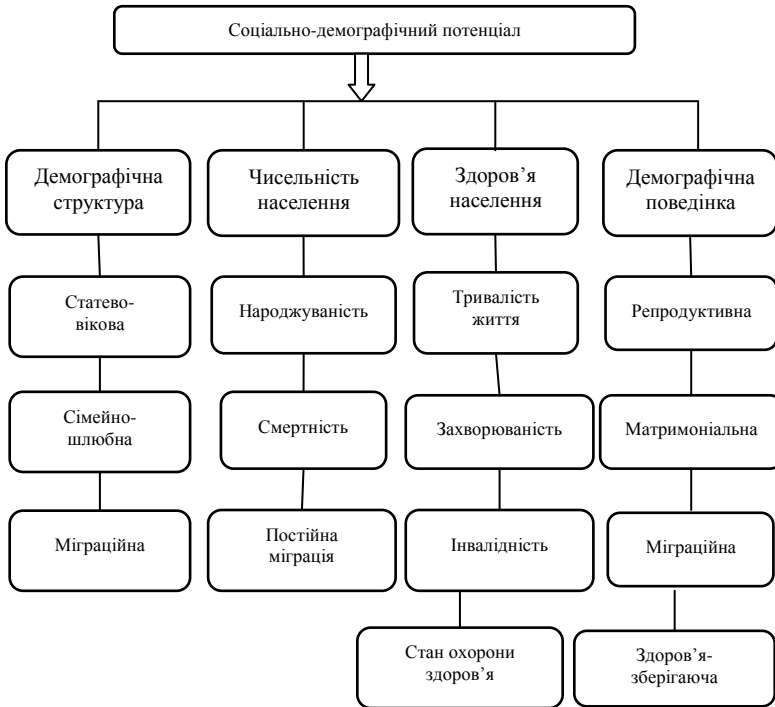 Соціально-демографічний потенціал
Демографічна
структура
Чисельність
населення
Здоров’я
населення
Демографічна
поведінка
Статево-
вікова
Народжуваність
Тривалість
життя
Репродуктивна
Сімейно-
шлюбна
Смертність
Захворюваність
Матримоніальна
Міграційна
Постійна
міграція
Інвалідність
Міграційна
Стан охорони
здоров’я
Здоров’я-
зберігаюча